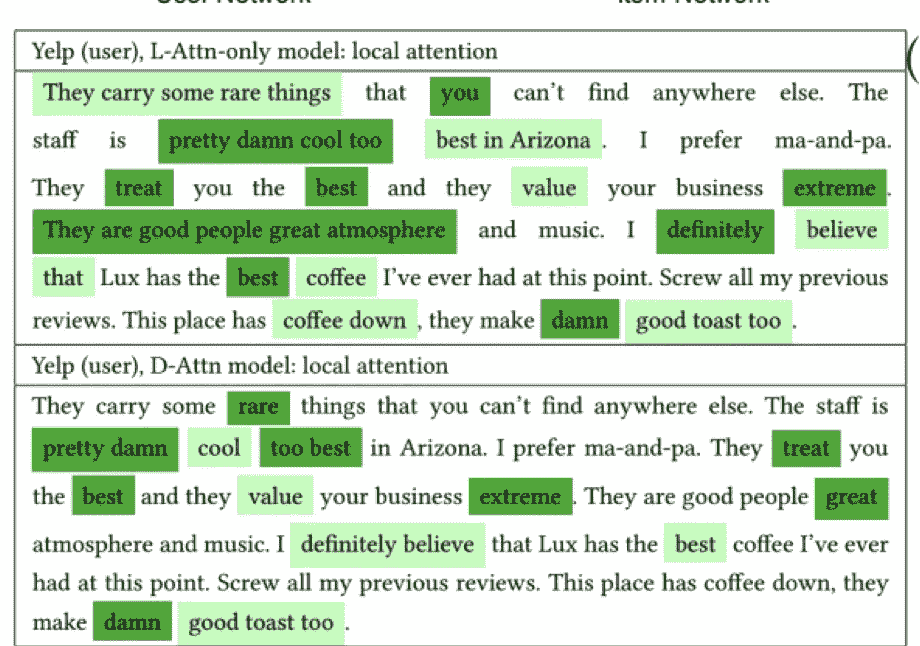 User Network Item Network
Yelp (user), L-Attn-only model: local attention
They carry some rare things that you can't find anywhere else. The
staff is pretty damn cool too best in Arizona . I prefer ma-and-pa.
They treat you the best and they value your business extreme .
They are good people great atmosphere and music. I definitely believe
that Lux has the best coffee I've ever had at this point. Screw all my previous
reviews. This place has coffee down , they make damn good toast too .
Yelp (user), D-Attn model: local attention
They carry some rare things that you can't find anywhere else. The staff is
pretty damn cool too best in Arizona. I prefer ma-and-pa. They treat you
the best and they value your business extreme . They are good people great
atmosphere and music. I definitely believe that Lux has the best coffee I've ever
had at this point. Screw all my previous reviews. This place has coffee down, they
make damn good toast too .